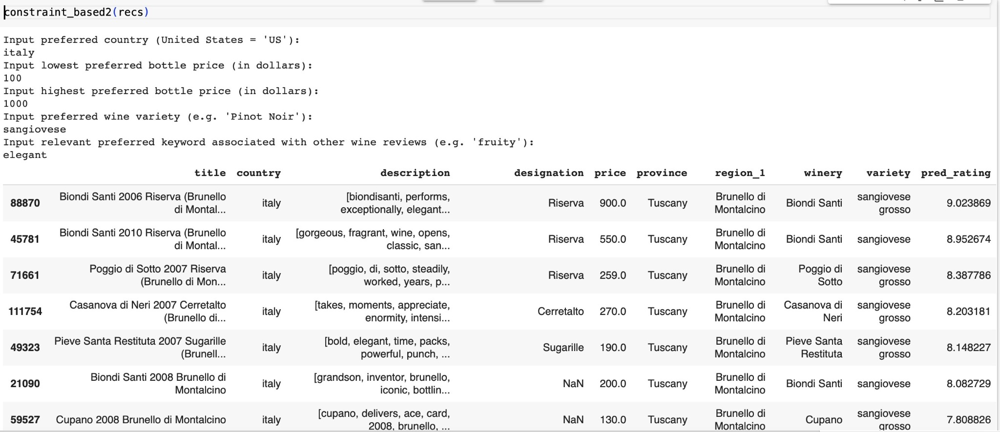 constraint_based2(recs)
Input preferred country (United States = 'US'):
italy
Input lowest preferred bottle price (in dollars):
100
Input highest preferred bottle price (in dollars):
1000
Input preferred wine variety (e.g. 'Pinot Noir'):
sangiovese
Input relevant preferred keyword associated with other wine reviews (e.g. 'fruity'):
elegant
title country description designation price province region_1 winery variety pred_rating
Biondi Santi 2006 Riserva (Brunello [biondisanti, performs, Brunello di sangiovese
88870 italy Riserva 900.0 Tuscany Biondi Santi 9.023869
di Montal... exceptionally, elegant... Montalcino grosso
Biondi Santi 2010 Riserva (Brunello [gorgeous, fragrant, wine, opens, Brunello di
45781 italy Riserva 550.0 Tuscany Biondi Santi sangiovese 8.952674
di Montal... classic, san... Montalcino
Poggio di Sotto 2007 Riserva [poggio, di, sotto, steadily, Brunello di Poggio di sangiovese
71661 italy Riserva 259.0 Tuscany 8.387786
(Brunello di Mon... worked, years, p... Montalcino Sotto grosso
Casanova di Neri 2007 Cerretalto [takes, moments, appreciate, Brunello di Casanova di sangiovese
111754 italy Cerretalto 270.0 Tuscany 8.203181
(Brunello di... enormity, intensi... Montalcino Neri grosso
Pieve Santa Restituta 2007 Sugarille [bold, elegant, time, packs, Brunello di Pieve Santa sangiovese
49323 italy Sugarille 190.0 Tuscany 8.148227
(Brunell... powerful, punch, ... Montalcino Restituta grosso
Biondi Santi 2008 Brunello di [grandson, inventor, brunello, Brunello di
21090 italy NaN 200.0 Tuscany Biondi Santi sangiovese 8.082729
Montalcino iconic, bottlin... Montalcino
[cupano, delivers, ace, card, Brunello di sangiovese
59527 Cupano 2008 Brunello di Montalcino italy NaN 130.0 Tuscany Cupano 7.808826
2008, brunello, ... Montalcino grosso